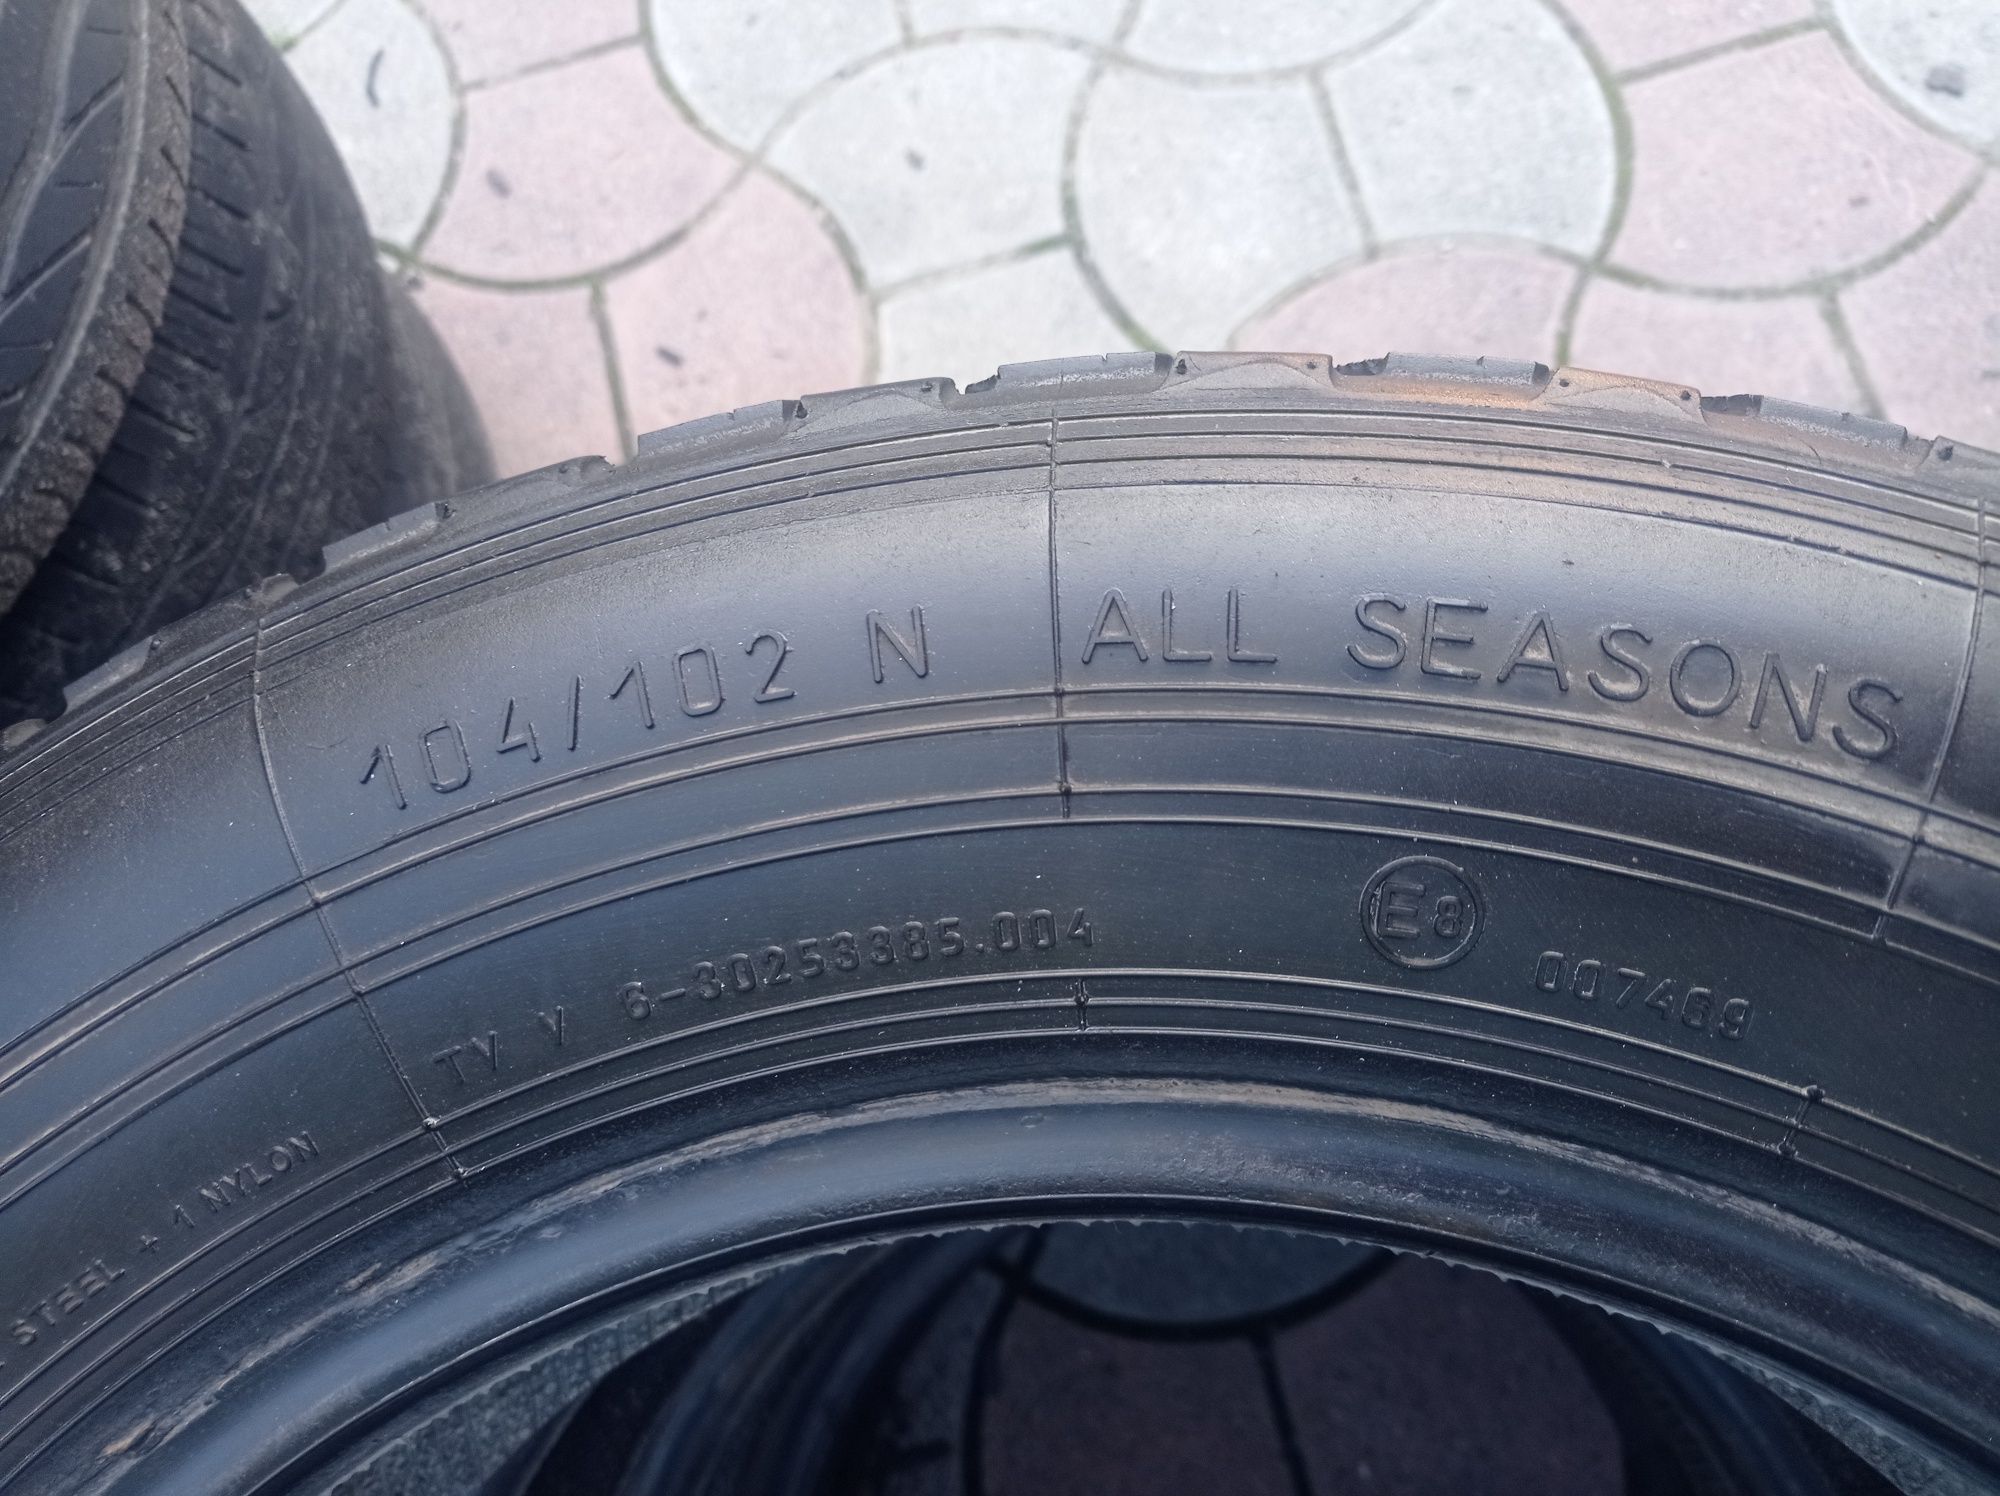 104/102 N ALL SEASONS
TV V 6-30253385.004 E8 007469
STEEL + 1 NYLON